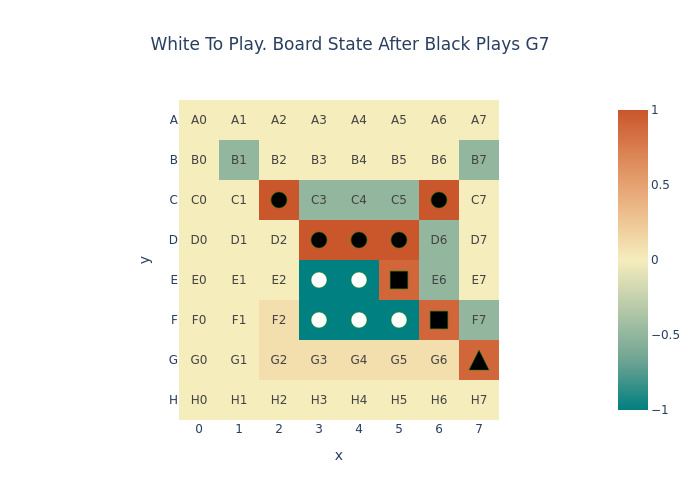 White To Play. Board State After Black Plays G7
A A0 A1 A2 A3 A4 A5 A6 A7
B B0 B1 B2 B3 B4 B5 B6 B7
C C0 C1 C3 C4 C5 C7
D D0 D1 D2 D6 D7
E E0 E1 E2 E6 E7
F F0 F1 F2 F7
G G0 G1 G2 G3 G4 G5 G6
H H0 H1 H2 H3 H4 H5 H6 H7
0 1 2 3 4 5 6 7
x
y
1
0.5
0
−0.5
−1